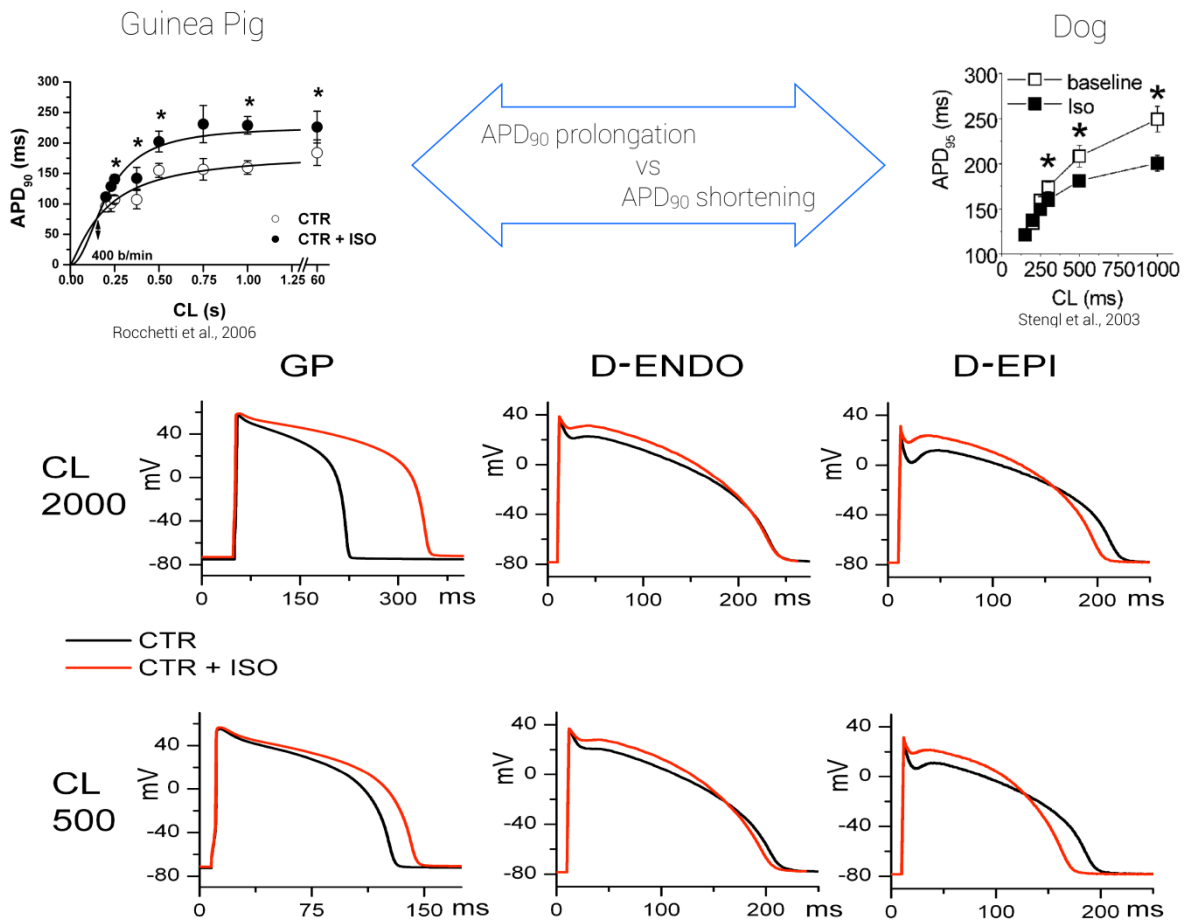 Guinea Pig
Dog
300
250
200
150
100
50
0
APD90 (ms)
* * * * * *
CTR
CTR + ISO
400 b/min
0.00 0.25 0.50 0.75 1.00 1.25 60
CL (s)
Rocchetti et al., 2006
APD90 prolongation
vs
APD90 shortening
300
250
200
150
100
APD95 (ms)
baseline
Iso
* * *
250 500 750 1000
CL (ms)
Stengl et al., 2003
GP
D-ENDO
D-EPI
CL
2000
40
0
-40
-80
mV
0 150 300 ms
40
0
-40
-80
mV
0 100 200 ms
40
0
-40
-80
mV
0 100 200 ms
CTR
CTR + ISO
CL
500
40
0
-40
-80
mV
0 75 150 ms
40
0
-40
-80
mV
0 100 200 ms
40
0
-40
-80
mV
0 100 200 ms